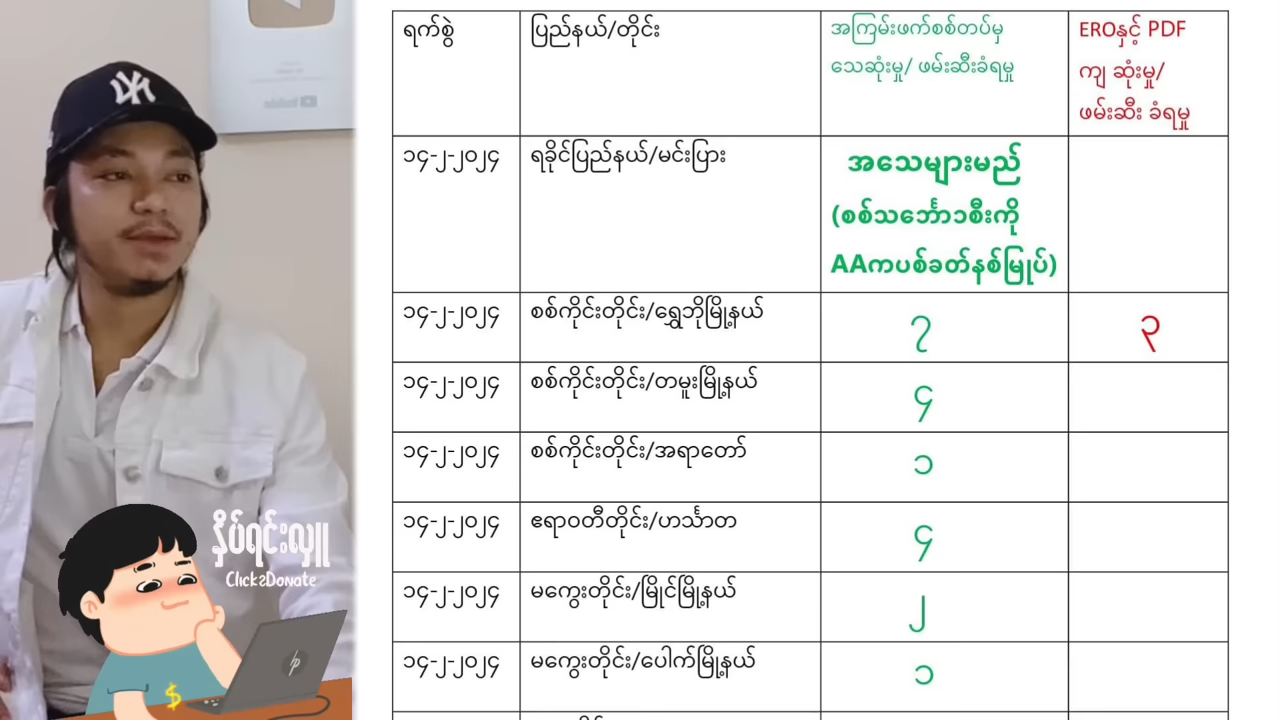 ရက်စွဲ
ပြည်နယ်/တိုင်း
အကြမ်းဖက်စစ်တပ်မှ
သေဆုံးမှု/ ဖမ်းဆီးခံရမှု
EROနှင့် PDF
ကျ ဆုံးမှု/
ဖမ်းဆီး ခံရမှု
၁၄-၂-၂၀၂၄
ရခိုင်ပြည်နယ်/မင်းပြား
အသေများမည်
(စစ်သင်္ဘော၁စီးကို
AAကပစ်ခတ်နစ်မြုပ်)
၁၄-၂-၂၀၂၄
စစ်ကိုင်းတိုင်း/ရွှေဘိုမြို့နယ်
၇
၃
၁၄-၂-၂၀၂၄
စစ်ကိုင်းတိုင်း/တမူးမြို့နယ်
၄
၁၄-၂-၂၀၂၄
စစ်ကိုင်းတိုင်း/အရာတော်
၁
၁၄-၂-၂၀၂၄
ဧရာဝတီတိုင်း/ဟင်္သာတ
၄
၁၄-၂-၂၀၂၄
မကွေးတိုင်း/မြိုင်မြို့နယ်
၂
၁၄-၂-၂၀၂၄
မကွေးတိုင်း/ပေါက်မြို့နယ်
၁
နှိပ်ရင်းလှူ
Click2Donate
hp